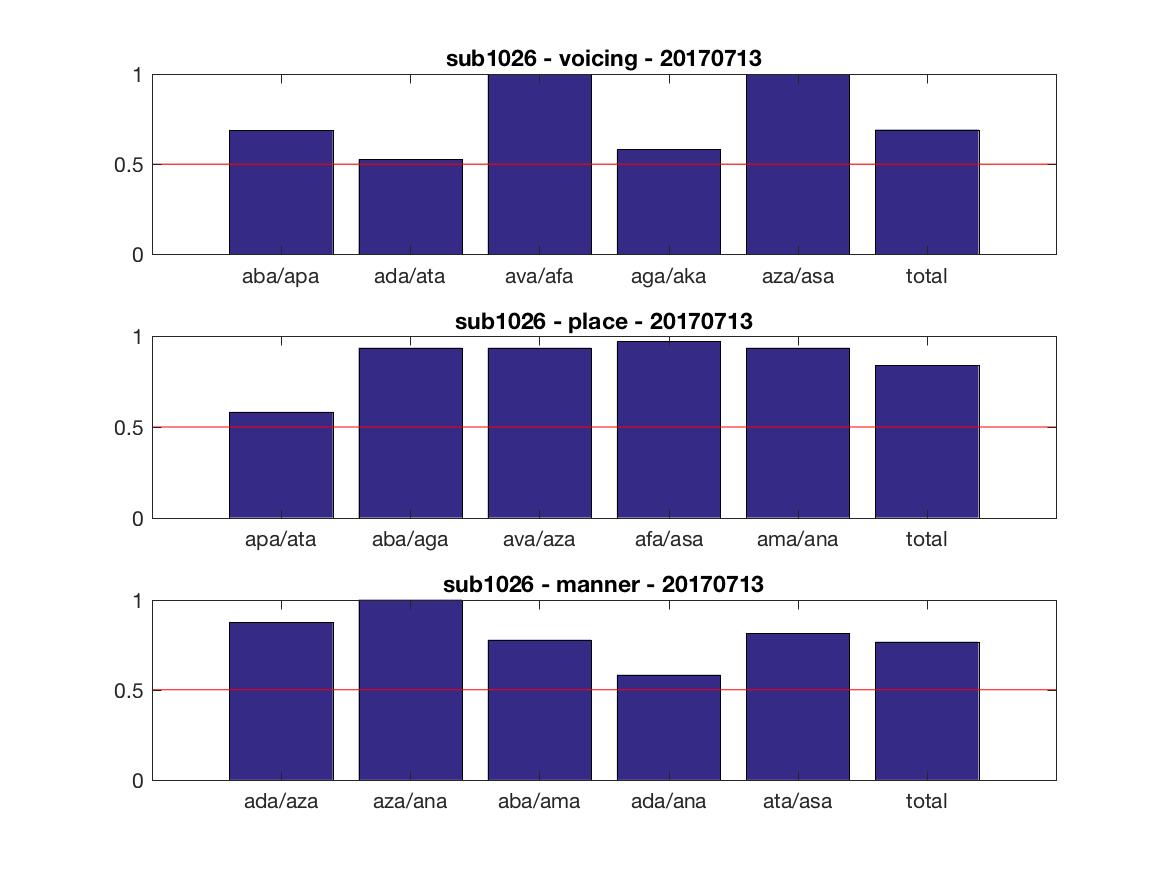 sub1026 - voicing - 20170713
1
0.5
0
aba/apa ada/ata ava/afa aga/aka aza/asa total
sub1026 - place - 20170713
1
0.5
0
apa/ata aba/aga ava/aza afa/asa ama/ana total
sub1026 - manner - 20170713
1
0.5
0
ada/aza aza/ana aba/ama ada/ana ata/asa total